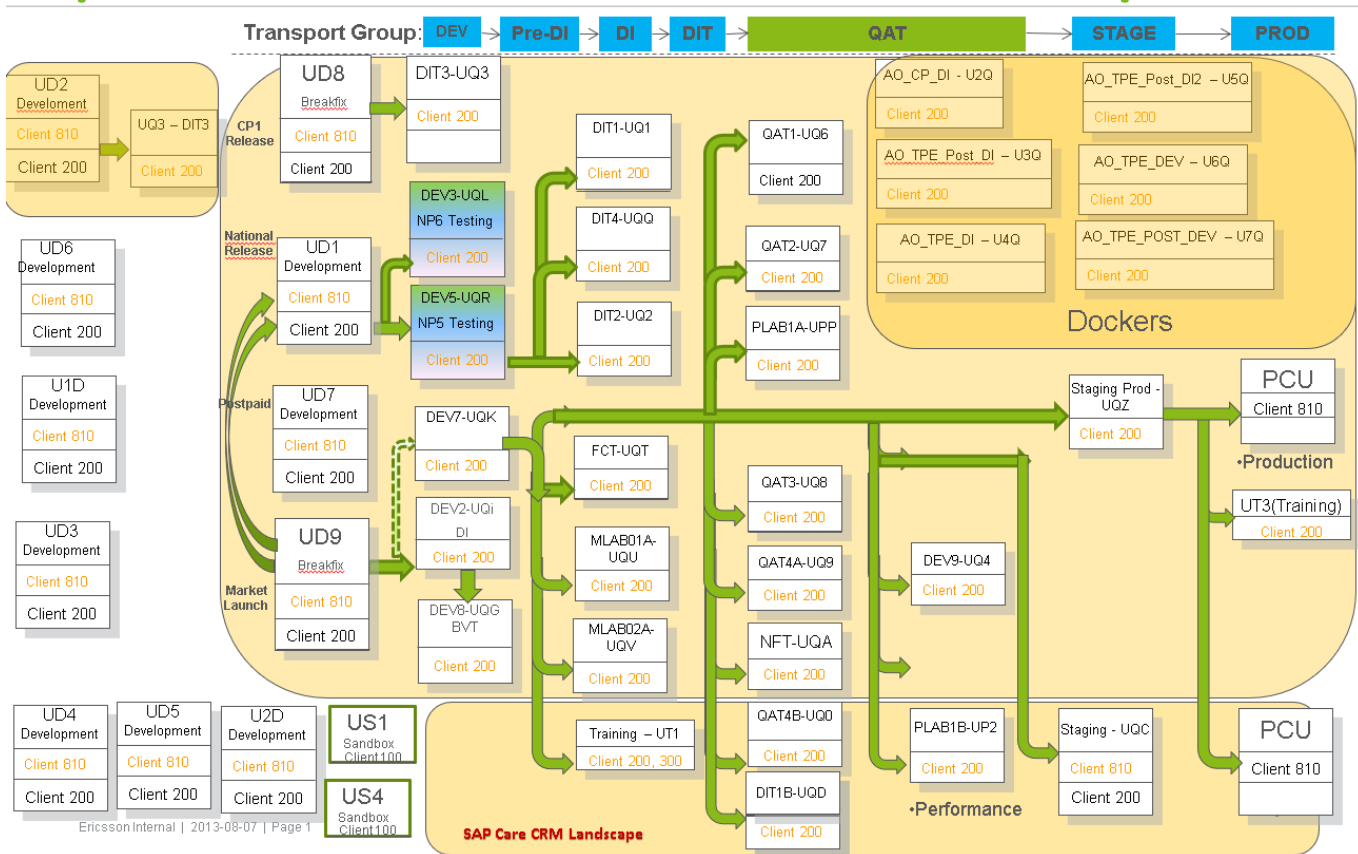 Transport Group:
DEV
Pre-DI
DI
DIT
QAT
STAGE
PROD
UD2
Develoment
Client 810
Client 200
UQ3 – DIT3
Client 200
CP1
Release
UD8
Breakfix
Client 810
Client 200
DIT3-UQ3
Client 200
DIT1-UQ1
Client 200
QAT1-UQ6
Client 200
AO_CP_DI - U2Q
Client 200
AO_TPE_Post_DI2 – U5Q
Client 200
AO_TPE_Post_DI – U3Q
Client 200
AO_TPE_DEV – U6Q
Client 200
AO_TPE_DI – U4Q
Client 200
AO_TPE_POST_DEV – U7Q
Client 200
Dockers
National
Release
UD1
Development
Client 810
Client 200
DEV3-UQL
NP6 Testing
Client 200
DEV5-UQR
NP5 Testing
Client 200
DIT4-UQQ
Client 200
DIT2-UQ2
Client 200
QAT2-UQ7
Client 200
PLAB1A-UPP
Client 200
UD6
Development
Client 810
Client 200
U1D
Development
Client 810
Client 200
Postpaid
UD7
Development
Client 810
Client 200
DEV7-UQK
Client 200
FCT-UQT
Client 200
QAT3-UQ8
Client 200
Staging Prod -
UQZ
Client 200
PCU
Client 810
•Production
UT3(Training)
Client 200
UD3
Development
Client 810
Client 200
Market
Launch
UD9
Breakfix
Client 810
Client 200
DEV2-UQi
DI
Client 200
DEV8-UQG
BVT
Client 200
MLAB01A-
UQU
Client 200
MLAB02A-
UQV
Client 200
QAT4A-UQ9
Client 200
NFT-UQA
Client 200
DEV9-UQ4
Client 200
UD4
Development
Client 810
Client 200
UD5
Development
Client 810
Client 200
U2D
Development
Client 810
Client 200
US1
Sandbox
Client100
US4
Sandbox
Client100
Training – UT1
Client 200, 300
QAT4B-UQ0
Client 200
DIT1B-UQD
Client 200
PLAB1B-UP2
Client 200
•Performance
Staging - UQC
Client 810
Client 200
PCU
Client 810
SAP Care CRM Landscape
Ericsson Internal | 2013-08-07 | Page 1